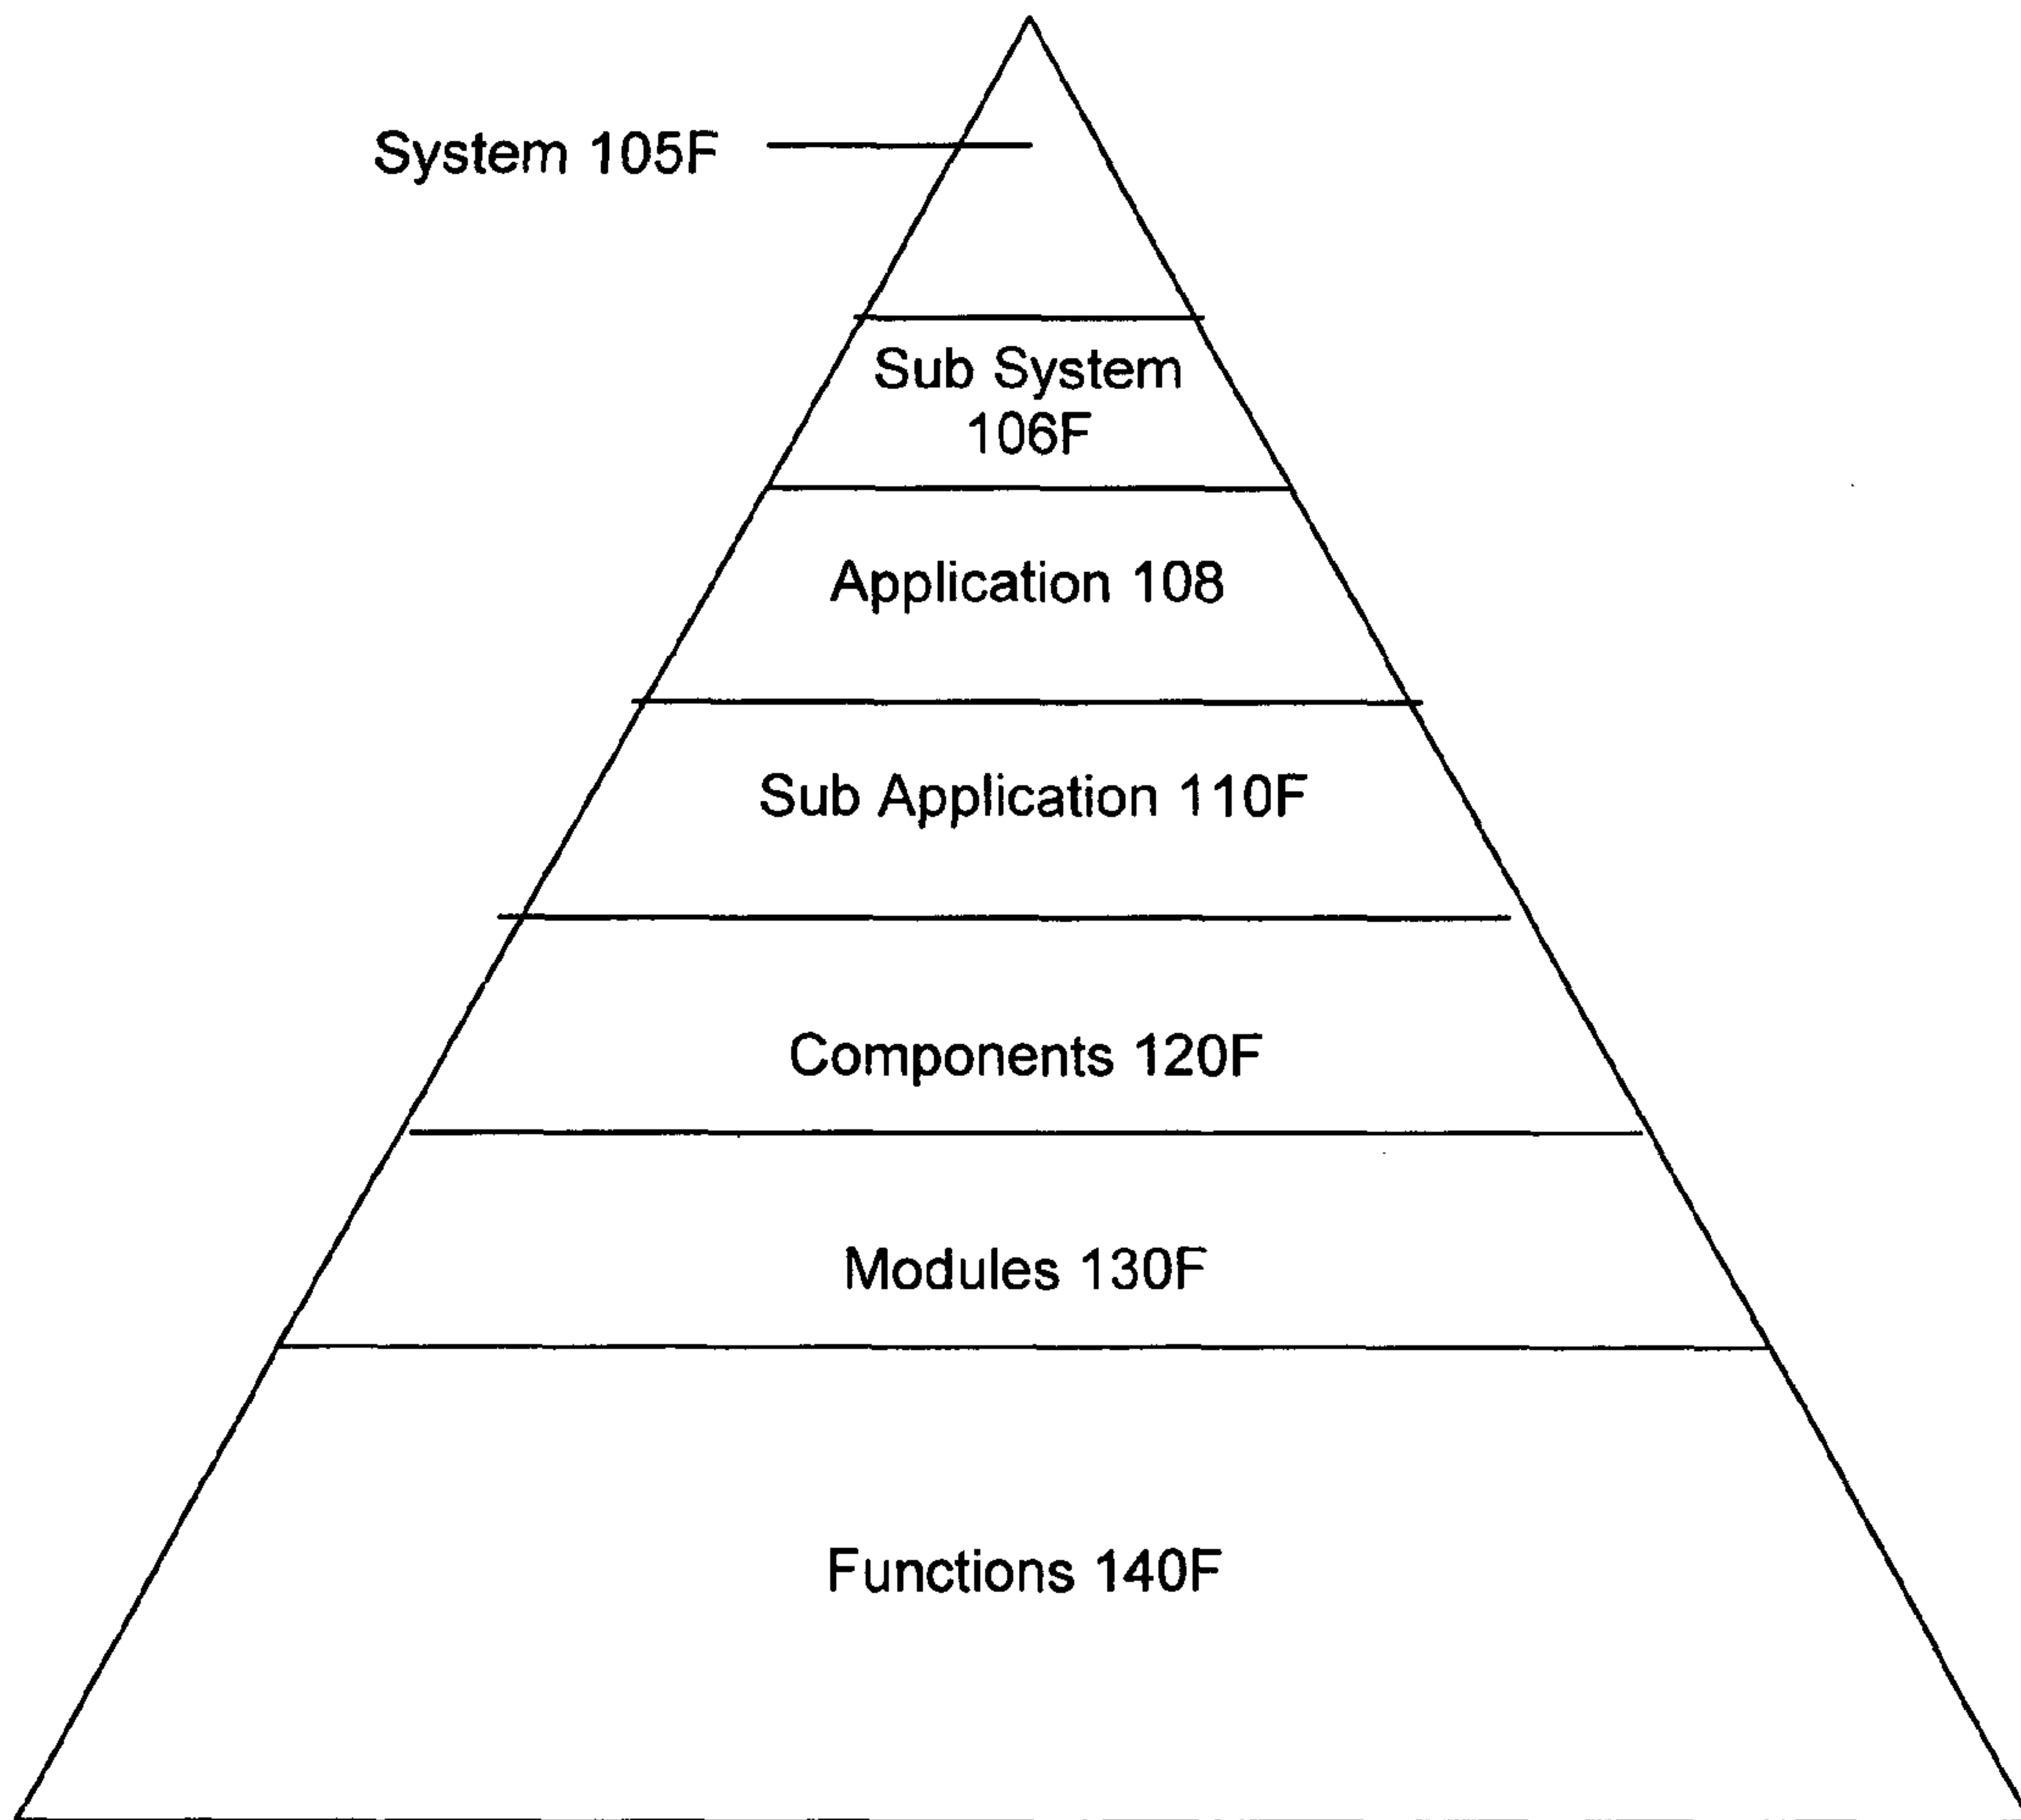 System 105F
Sub System
106F
Application 108
Sub Application 110F
Components 120F
Modules 130F
Functions 140F